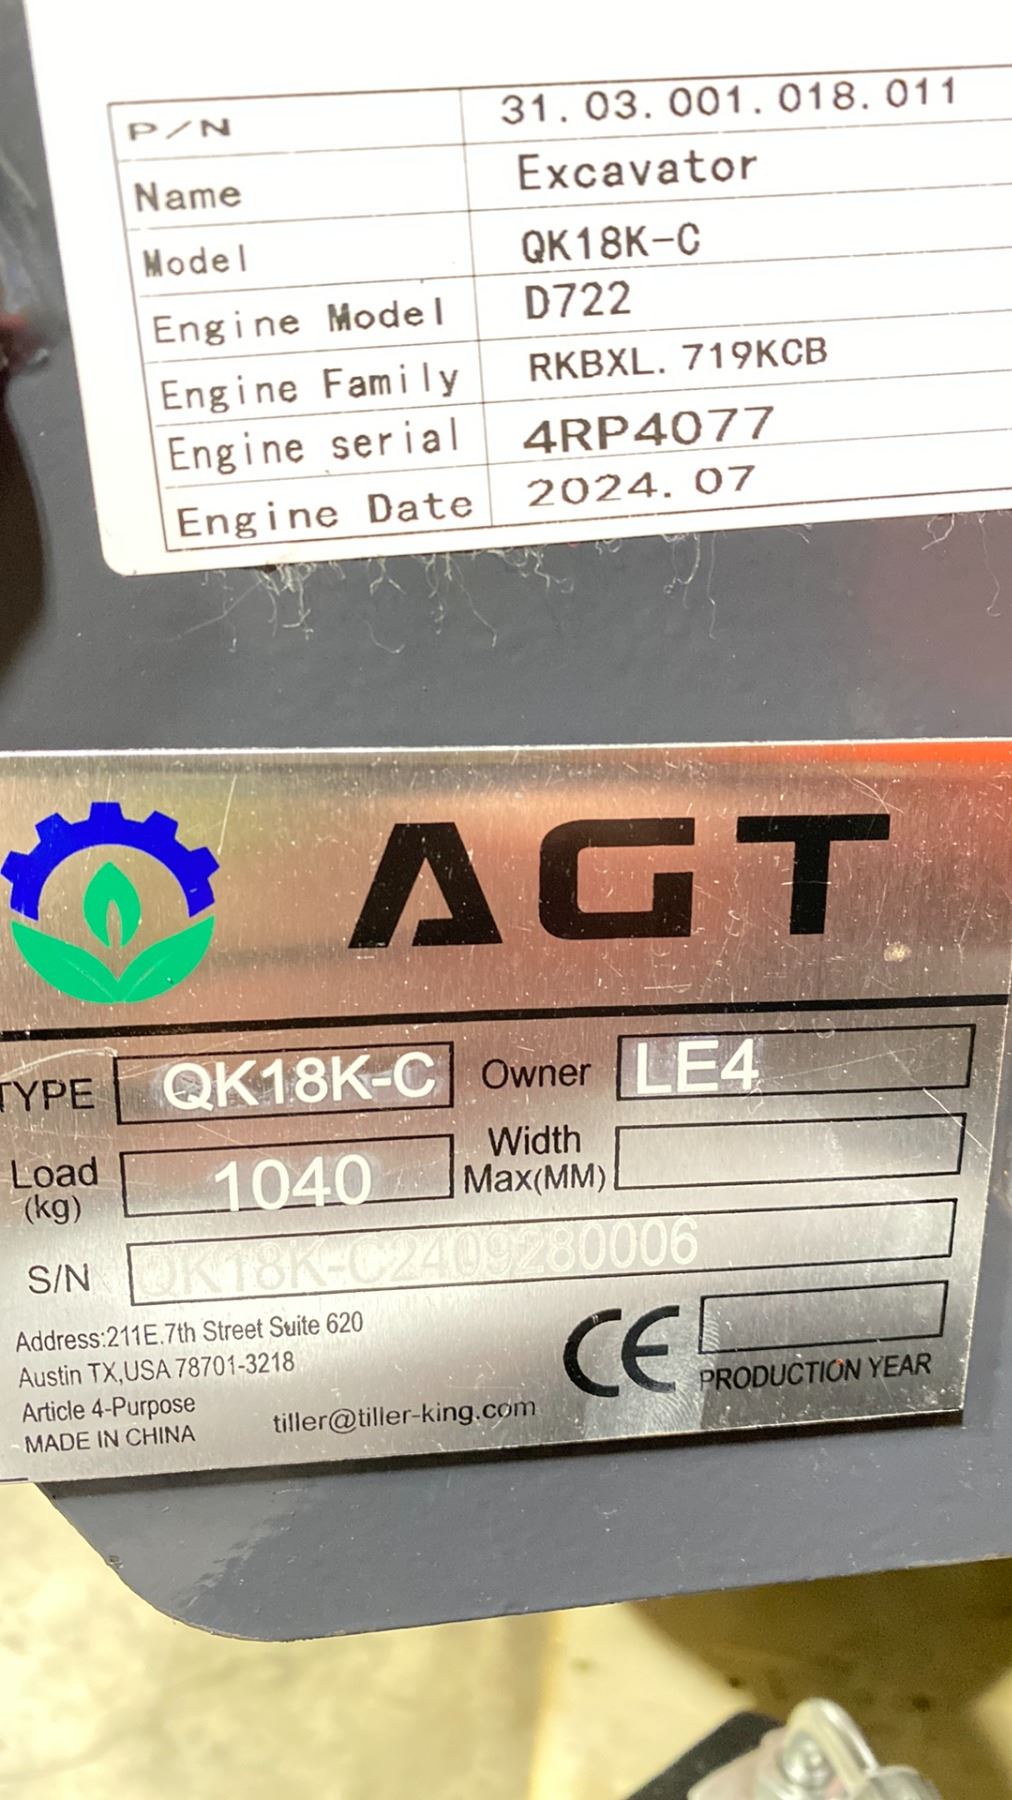 P/N 31.03.001.018.011
Name Excavator
Model QK18K-C
Engine Model D722
Engine Family RKBXL.719KCB
Engine serial 4RP4077
Engine Date 2024.07
AGT
TYPE QK18K-C Owner LE4
Load (kg) 1040 Width Max(MM)
S/N QK18K-C2409280006
Address:211E.7th Street Suite 620
Austin TX,USA 78701-3218
Article 4-Purpose
MADE IN CHINA
tiller@tiller-king.com
CE
PRODUCTION YEAR